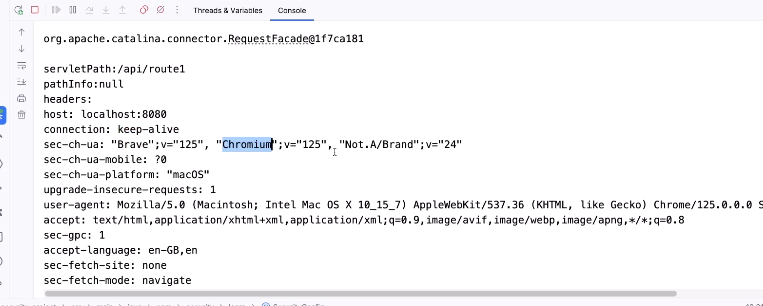 Threads & Variables Console
org.apache.catalina.connector.RequestFacade@1f7ca181
servletPath:/api/route1
pathInfo:null
headers:
host: localhost:8080
connection: keep-alive
sec-ch-ua: "Brave";v="125", "Chromium";v="125", "Not.A/Brand";v="24"
sec-ch-ua-mobile: ?0
sec-ch-ua-platform: "macOS"
upgrade-insecure-requests: 1
user-agent: Mozilla/5.0 (Macintosh; Intel Mac OS X 10_15_7) AppleWebKit/537.36 (KHTML, like Gecko) Chrome/125.0.0.0 S
accept: text/html,application/xhtml+xml,application/xml;q=0.9,image/avif,image/webp,image/apng,*/*;q=0.8
sec-gpc: 1
accept-language: en-GB,en
sec-fetch-site: none
sec-fetch-mode: navigate